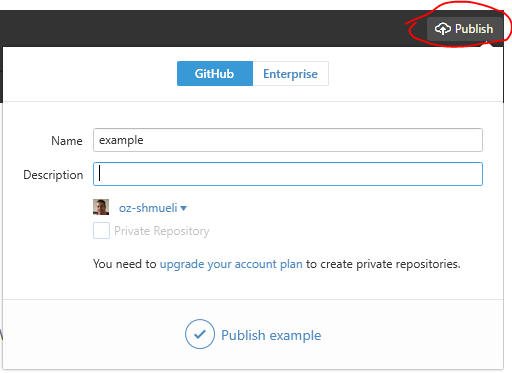 Publish
GitHub Enterprise
Name example
Description
oz-shmueli
Private Repository
You need to upgrade your account plan to create private repositories.
Publish example